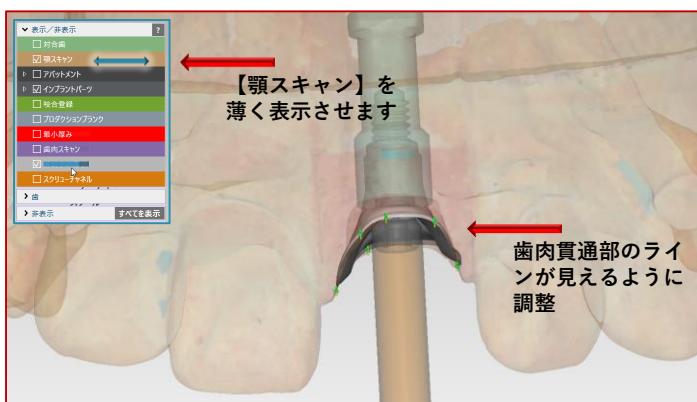 表示/非表示 ?
対合歯
顎スキャン
アバットメント
インプラントパーツ
咬合登録
プロダクションブランク
最小厚み
歯肉スキャン
スクリューチャネル
歯
非表示 すべてを表示
【顎スキャン】を
薄く表示させます
歯肉貫通部のライ
ンが見えるように
調整